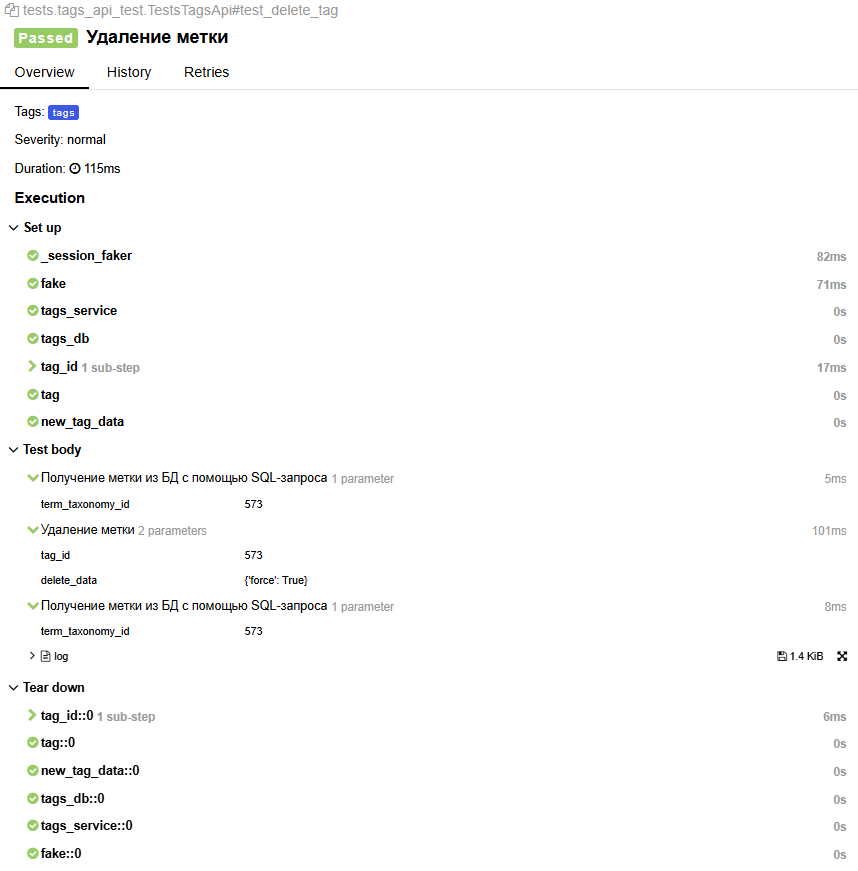 tests.tags_api_test.TestsTagsApi#test_delete_tag
Passed Удаление метки
Overview History Retries
Tags: tags
Severity: normal
Duration: 115ms
Execution
Set up
_session_faker 82ms
fake 71ms
tags_service 0s
tags_db 0s
tag_id 1 sub-step 17ms
tag 0s
new_tag_data 0s
Test body
Получение метки из БД с помощью SQL-запроса 1 parameter 5ms
term_taxonomy_id 573
Удаление метки 2 parameters 101ms
tag_id 573
delete_data {'force': True}
Получение метки из БД с помощью SQL-запроса 1 parameter 8ms
term_taxonomy_id 573
log 1.4 KiB
Tear down
tag_id::0 1 sub-step 6ms
tag::0 0s
new_tag_data::0 0s
tags_db::0 0s
tags_service::0 0s
fake::0 0s